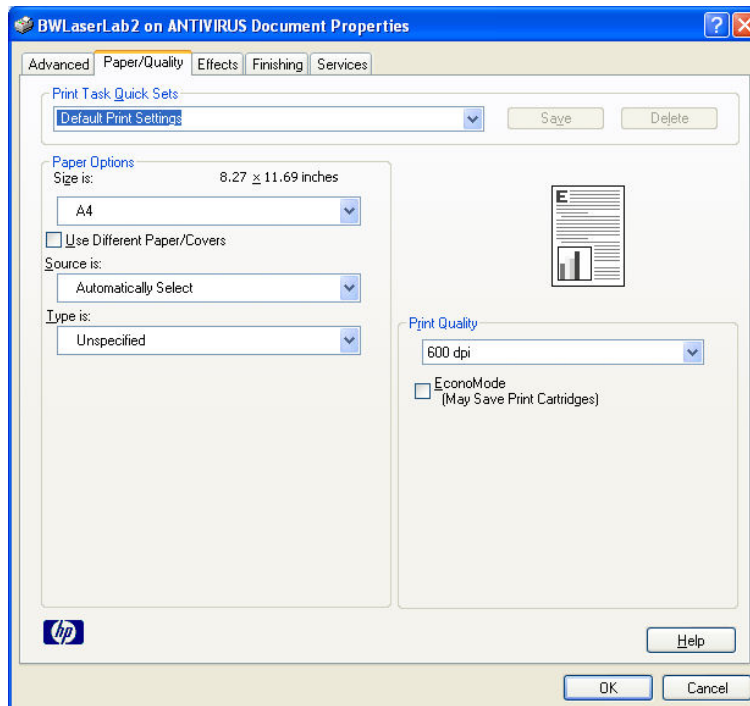 BWLaserLab2 on ANTIVIRUS Document Properties
Advanced Paper/Quality Effects Finishing Services
Print Task Quick Sets
Default Print Settings Save Delete
Paper Options
Size is: 8.27 × 11.69 inches
A4
Use Different Paper/Covers
Source is:
Automatically Select
Type is:
Unspecified
E
Print Quality
600 dpi
EconoMode
(May Save Print Cartridges)
hp
Help
OK Cancel